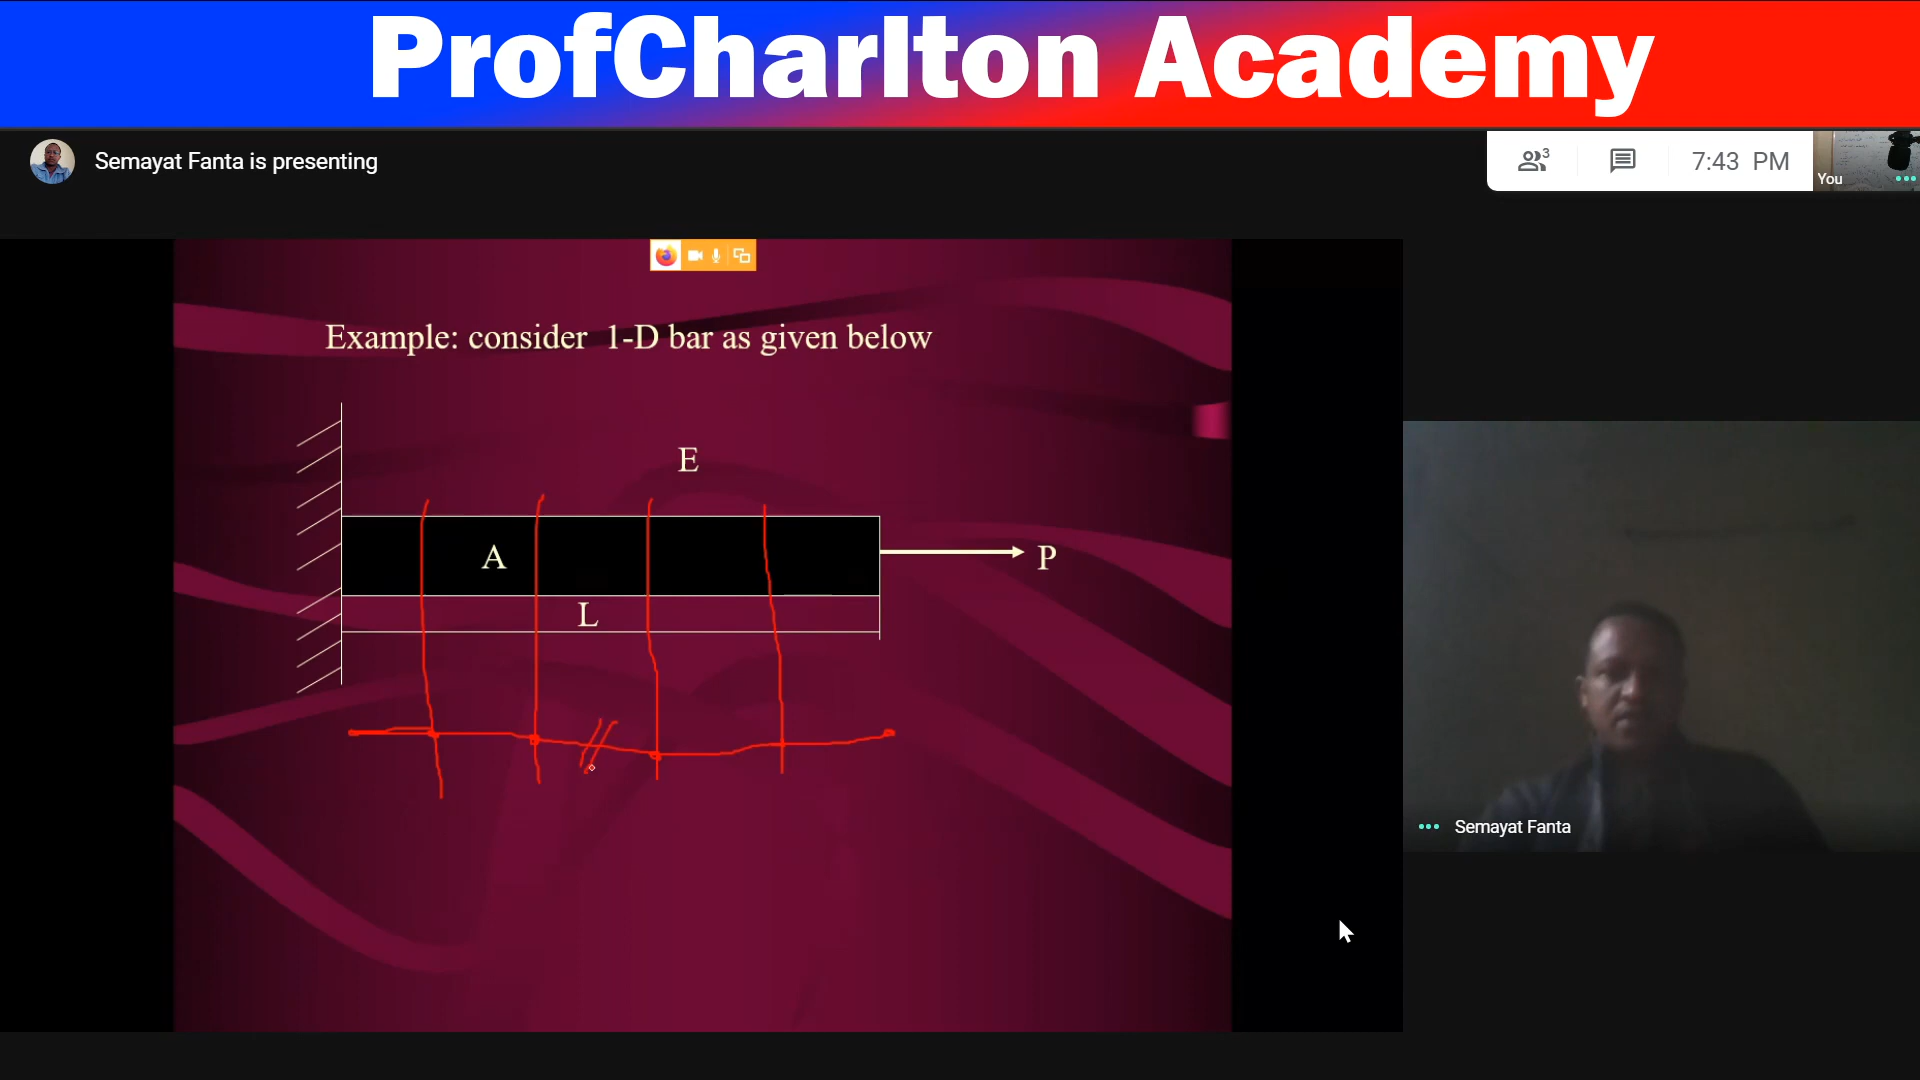 ProfCharlton Academy
Semayat Fanta is presenting
3
7:43 PM
You
Example: consider 1-D bar as given below
E
A
P
L
Semayat Fanta